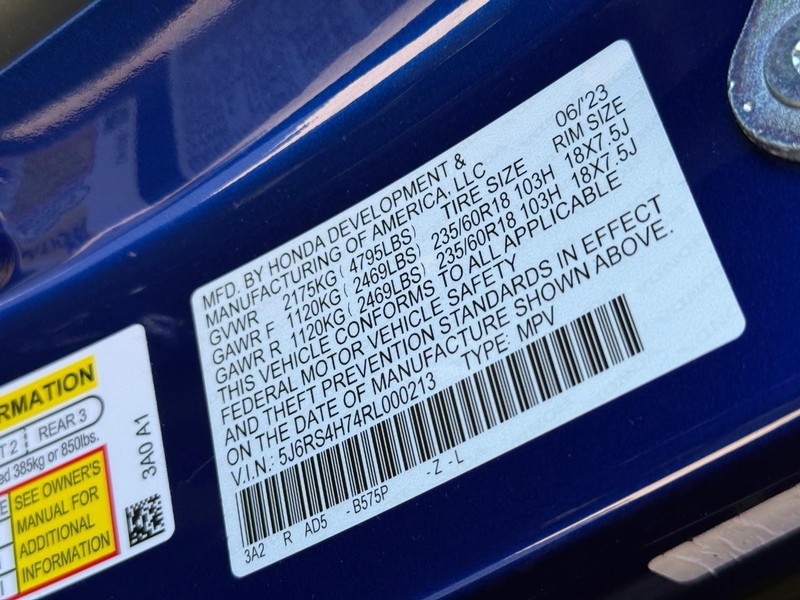 MFD. BY HONDA DEVELOPMENT &
MANUFACTURING OF AMERICA, LLC 06/'23
GVWR 2175KG ( 4795LBS) TIRE SIZE RIM SIZE
GAWR F 1120KG ( 2469LBS) 235/60R18 103H 18X7.5J
GAWR R 1120KG ( 2469LBS) 235/60R18 103H 18X7.5J
THIS VEHICLE CONFORMS TO ALL APPLICABLE
FEDERAL MOTOR VEHICLE SAFETY
AND THEFT PREVENTION STANDARDS IN EFFECT
ON THE DATE OF MANUFACTURE SHOWN ABOVE.
V.I.N.: 5J6RS4H74RL000213 TYPE: MPV
3A2 R AD5 -B575P -Z-L
RMATION
T 2 REAR 3
ed 385kg or 850lbs.
SEE OWNER'S
MANUAL FOR
ADDITIONAL
INFORMATION
3A0 A1